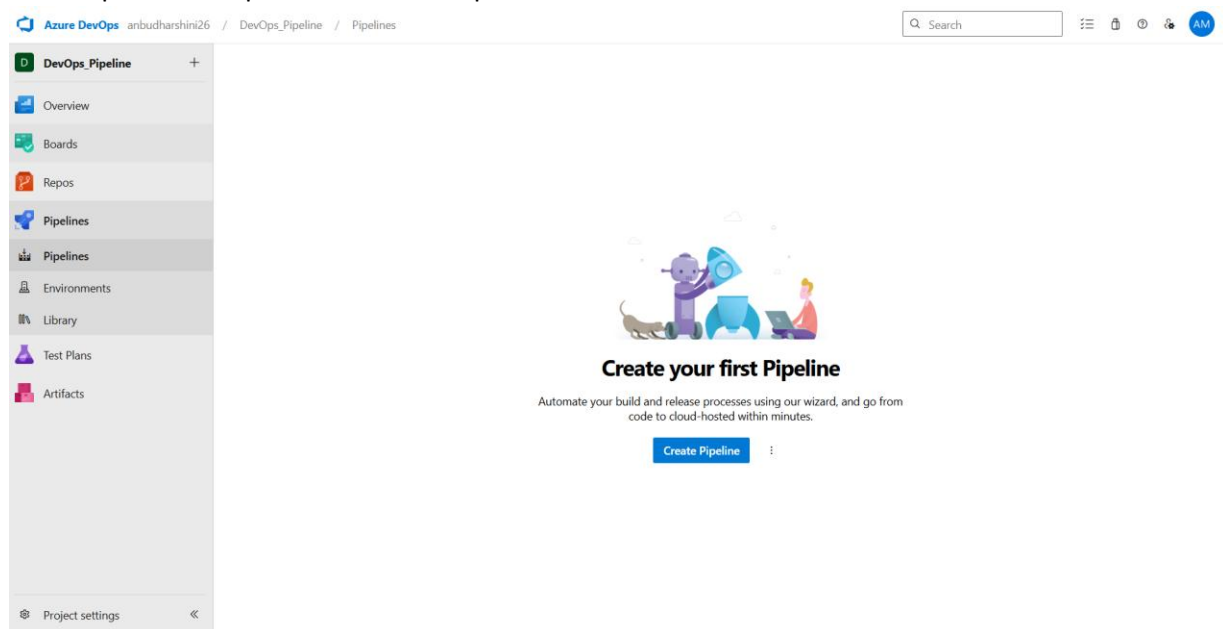 Azure DevOps anbudharshini26 / DevOps_Pipeline / Pipelines
Search
AM
D DevOps_Pipeline +
Overview
Boards
Repos
Pipelines
Pipelines
Environments
Library
Test Plans
Artifacts
Create your first Pipeline
Automate your build and release processes using our wizard, and go from
code to cloud-hosted within minutes.
Create Pipeline
Project settings